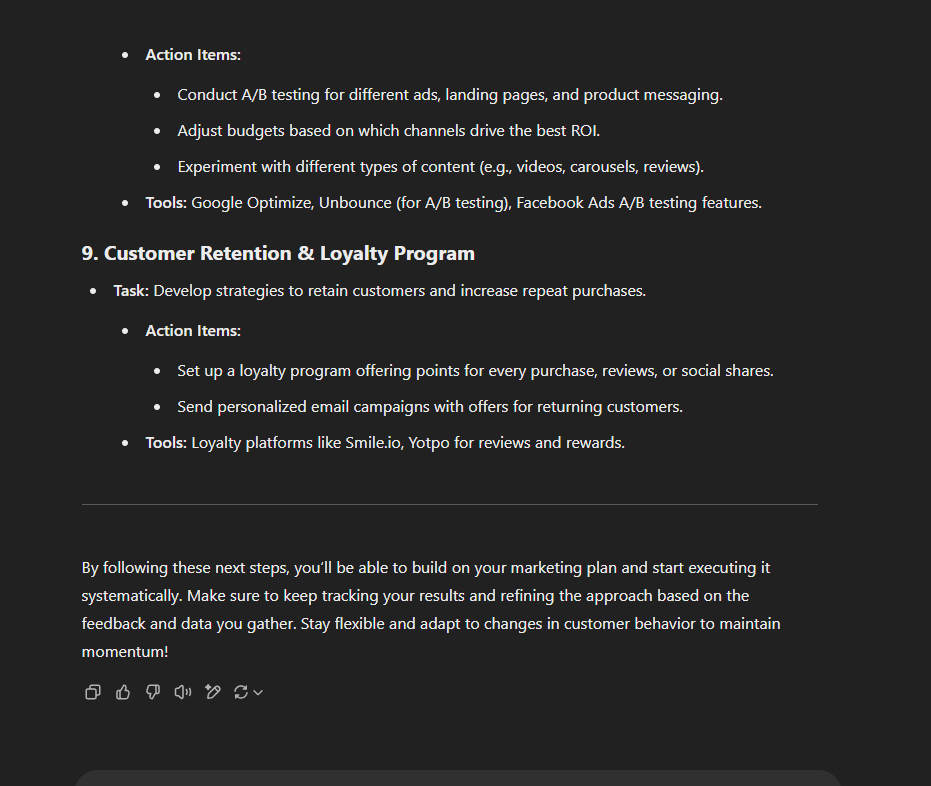 Action Items:
Conduct A/B testing for different ads, landing pages, and product messaging.
Adjust budgets based on which channels drive the best ROI.
Experiment with different types of content (e.g., videos, carousels, reviews).
Tools: Google Optimize, Unbounce (for A/B testing), Facebook Ads A/B testing features.
9. Customer Retention & Loyalty Program
Task: Develop strategies to retain customers and increase repeat purchases.
Action Items:
Set up a loyalty program offering points for every purchase, reviews, or social shares.
Send personalized email campaigns with offers for returning customers.
Tools: Loyalty platforms like Smile.io, Yotpo for reviews and rewards.
By following these next steps, you’ll be able to build on your marketing plan and start executing it
systematically. Make sure to keep tracking your results and refining the approach based on the
feedback and data you gather. Stay flexible and adapt to changes in customer behavior to maintain
momentum!